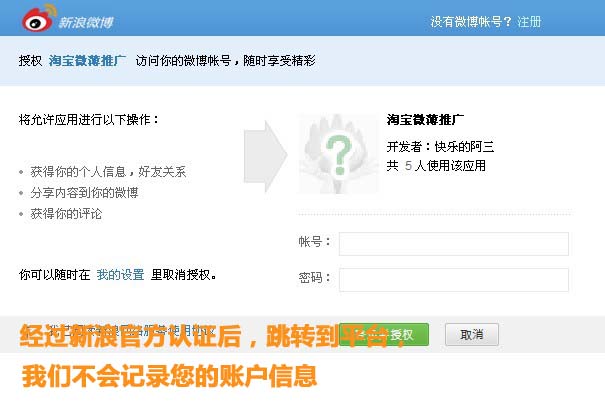 新浪微博
没有微博帐号？ 注册
授权 淘宝微薄推广 访问你的微博帐号，随时享受精彩
将允许应用进行以下操作：
获得你的个人信息，好友关系
分享内容到你的微博
获得你的评论
你可以随时在 我的设置 里取消授权。
?
淘宝微薄推广
开发者：快乐的阿三
共 5 人使用该应用
帐号：
密码：
授权
取消
经过新浪官方认证后，跳转到平台，
我们不会记录您的账户信息